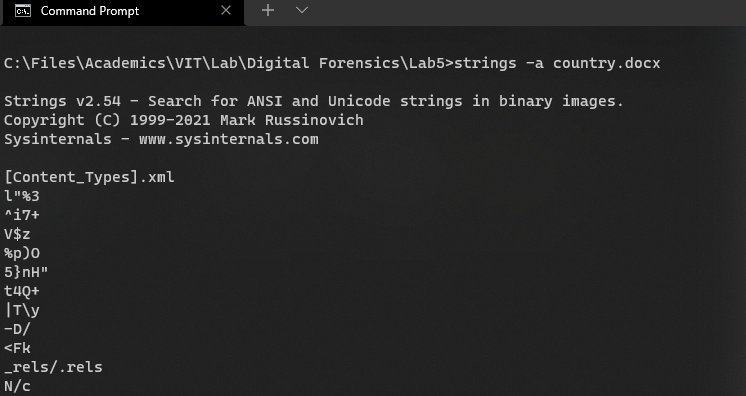 Command Prompt
C:\Files\Academics\VIT\Lab\Digital Forensics\Lab5>strings -a country.docx
Strings v2.54 - Search for ANSI and Unicode strings in binary images.
Copyright (C) 1999-2021 Mark Russinovich
Sysinternals - www.sysinternals.com
[Content_Types].xml
l"%3
^i7+
V$z
%p)O
5}nH"
t4Q+
|T\y
-D/
<Fk
_rels/.rels
N/c